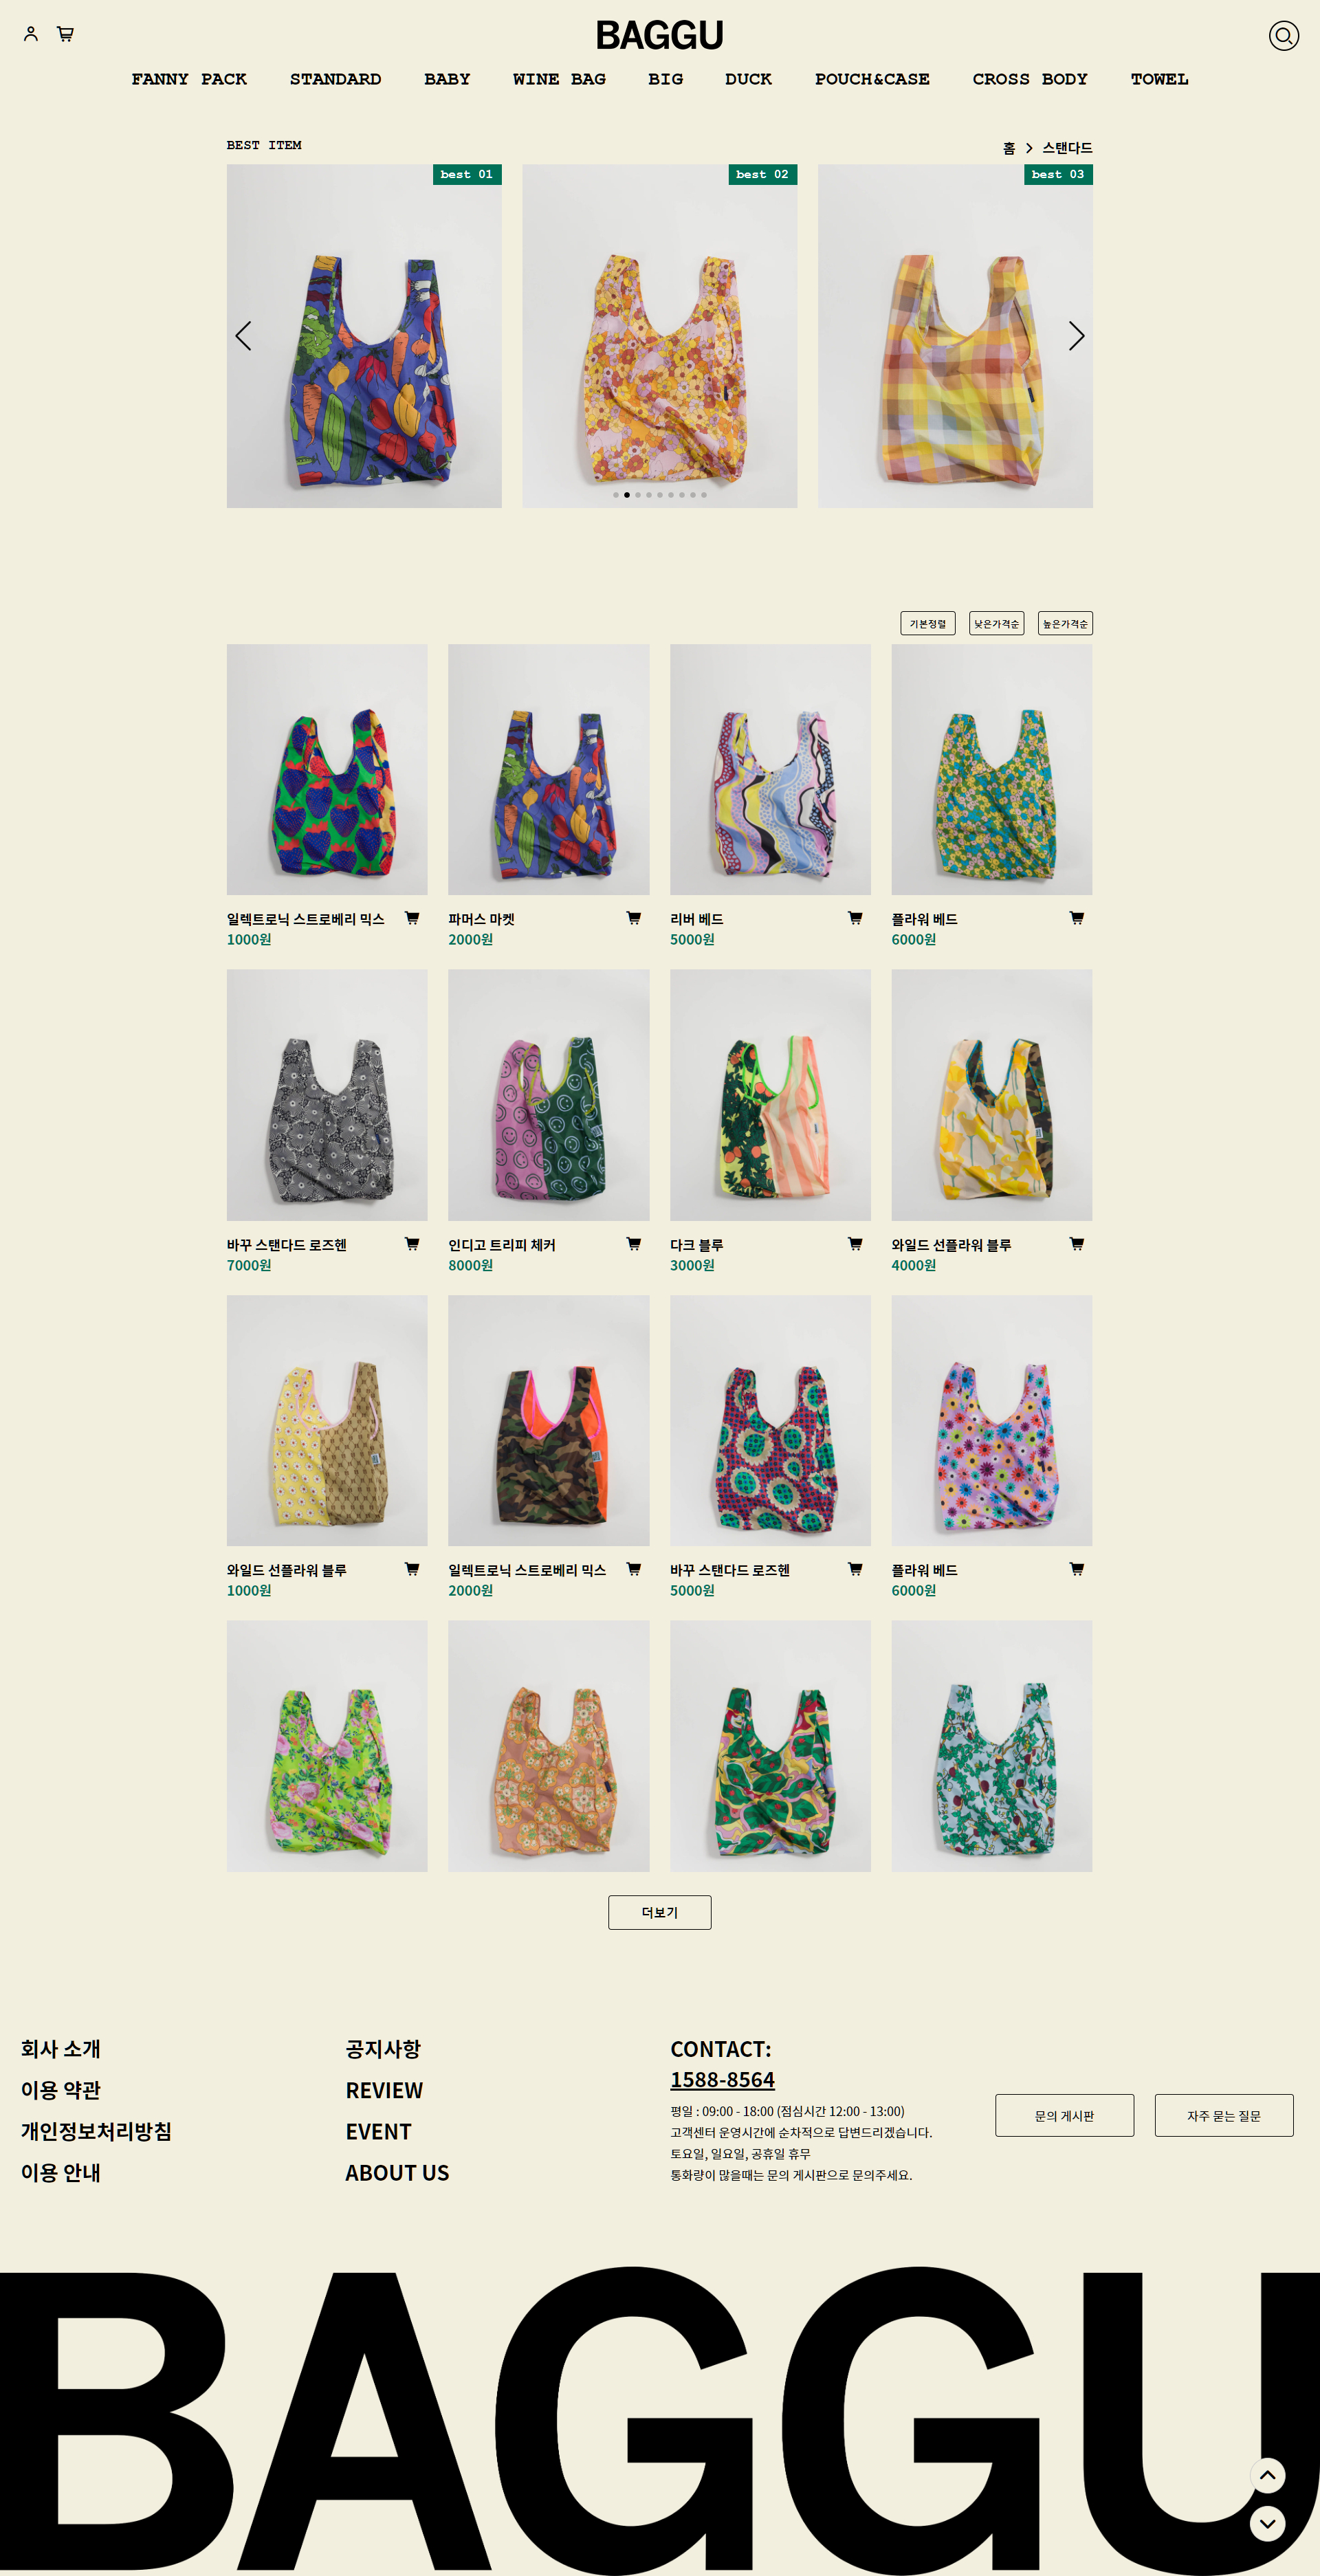 BAGGU
FANNY PACK STANDARD BABY WINE BAG BIG DUCK POUCH&CASE CROSS BODY TOWEL
BEST ITEM
홈 > 스탠다드
best 01 best 02 best 03
기본정렬 낮은가격순 높은가격순
일렉트로닉 스트로베리 믹스 파머스 마켓 리버 베드 플라워 베드
1000원 2000원 5000원 6000원
바꾸 스탠다드 로즈헨 인디고 트리피 체커 다크 블루 와일드 선플라워 블루
7000원 8000원 3000원 4000원
와일드 선플라워 블루 일렉트로닉 스트로베리 믹스 바꾸 스탠다드 로즈헨 플라워 베드
1000원 2000원 5000원 6000원
더보기
회사 소개
이용 약관
개인정보처리방침
이용 안내
공지사항
REVIEW
EVENT
ABOUT US
CONTACT:
1588-8564
평일 : 09:00 - 18:00 (점심시간 12:00 - 13:00)
고객센터 운영시간에 순차적으로 답변드리겠습니다.
토요일, 일요일, 공휴일 휴무
통화량이 많을때는 문의 게시판으로 문의주세요.
문의 게시판 자주 묻는 질문
BAGGU